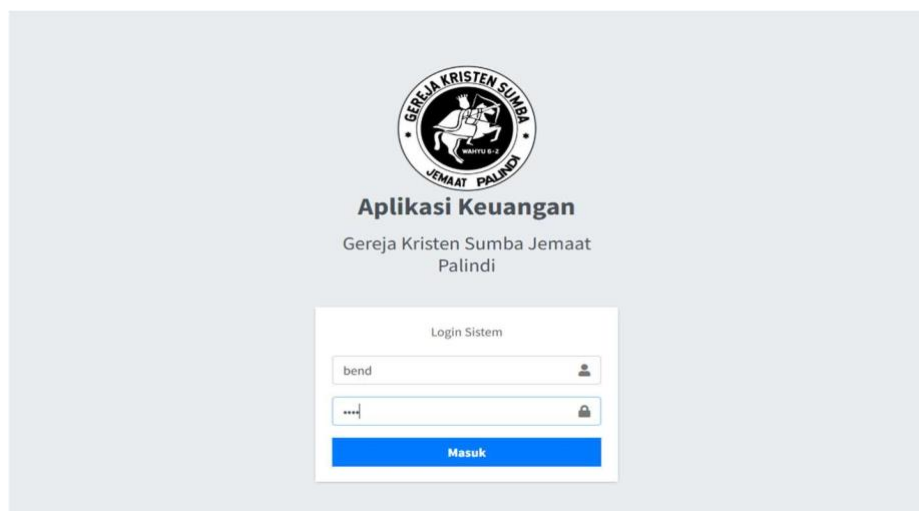 GEREJA KRISTEN SUMBA
WAHYU 6-2
JEMAAT PALINDI
Aplikasi Keuangan
Gereja Kristen Sumba Jemaat
Palindi
Login Sistem
bend
••••
Masuk